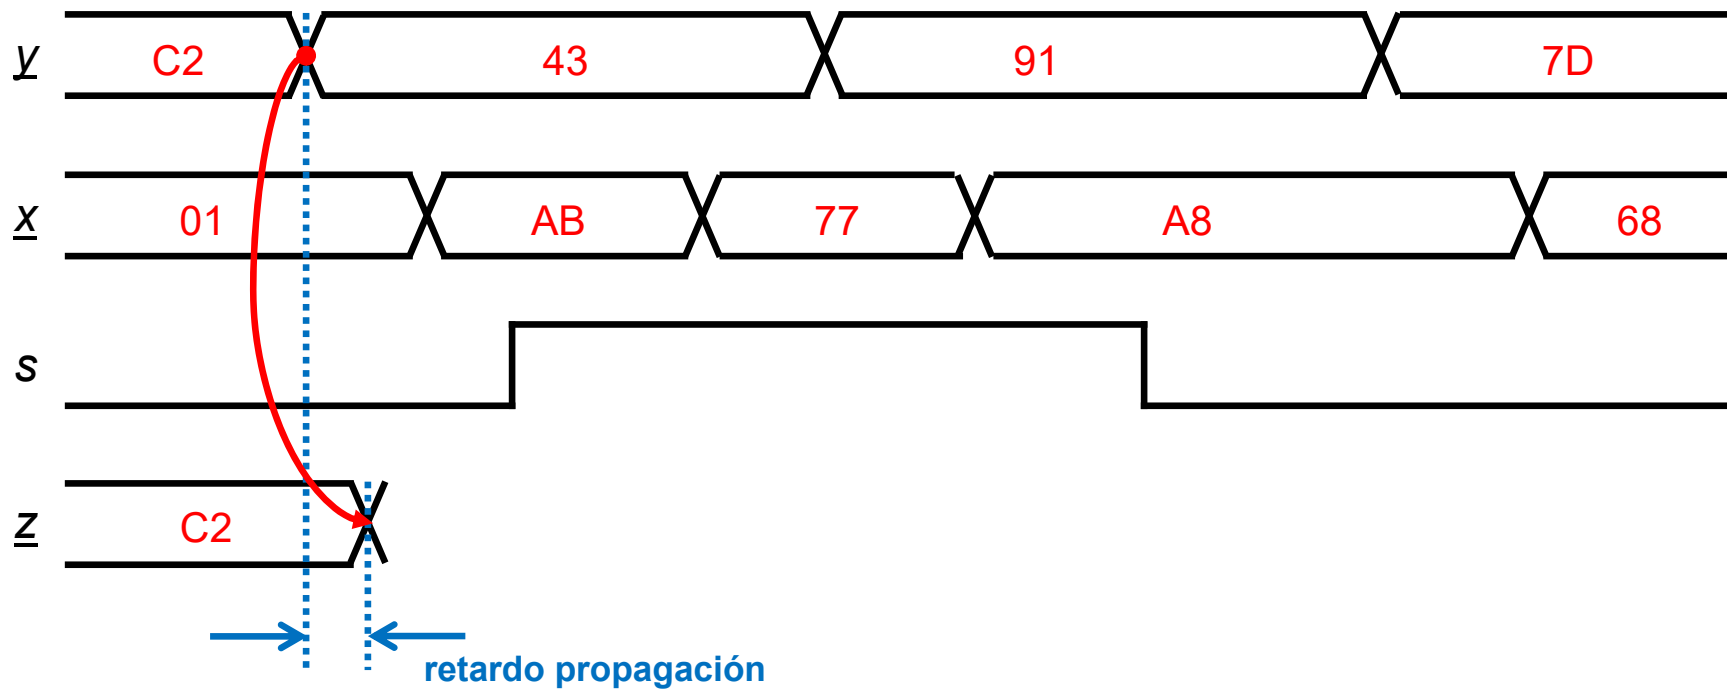 y C2 43 91 7D
x 01 AB 77 A8 68
s
z C2
retardo propagación